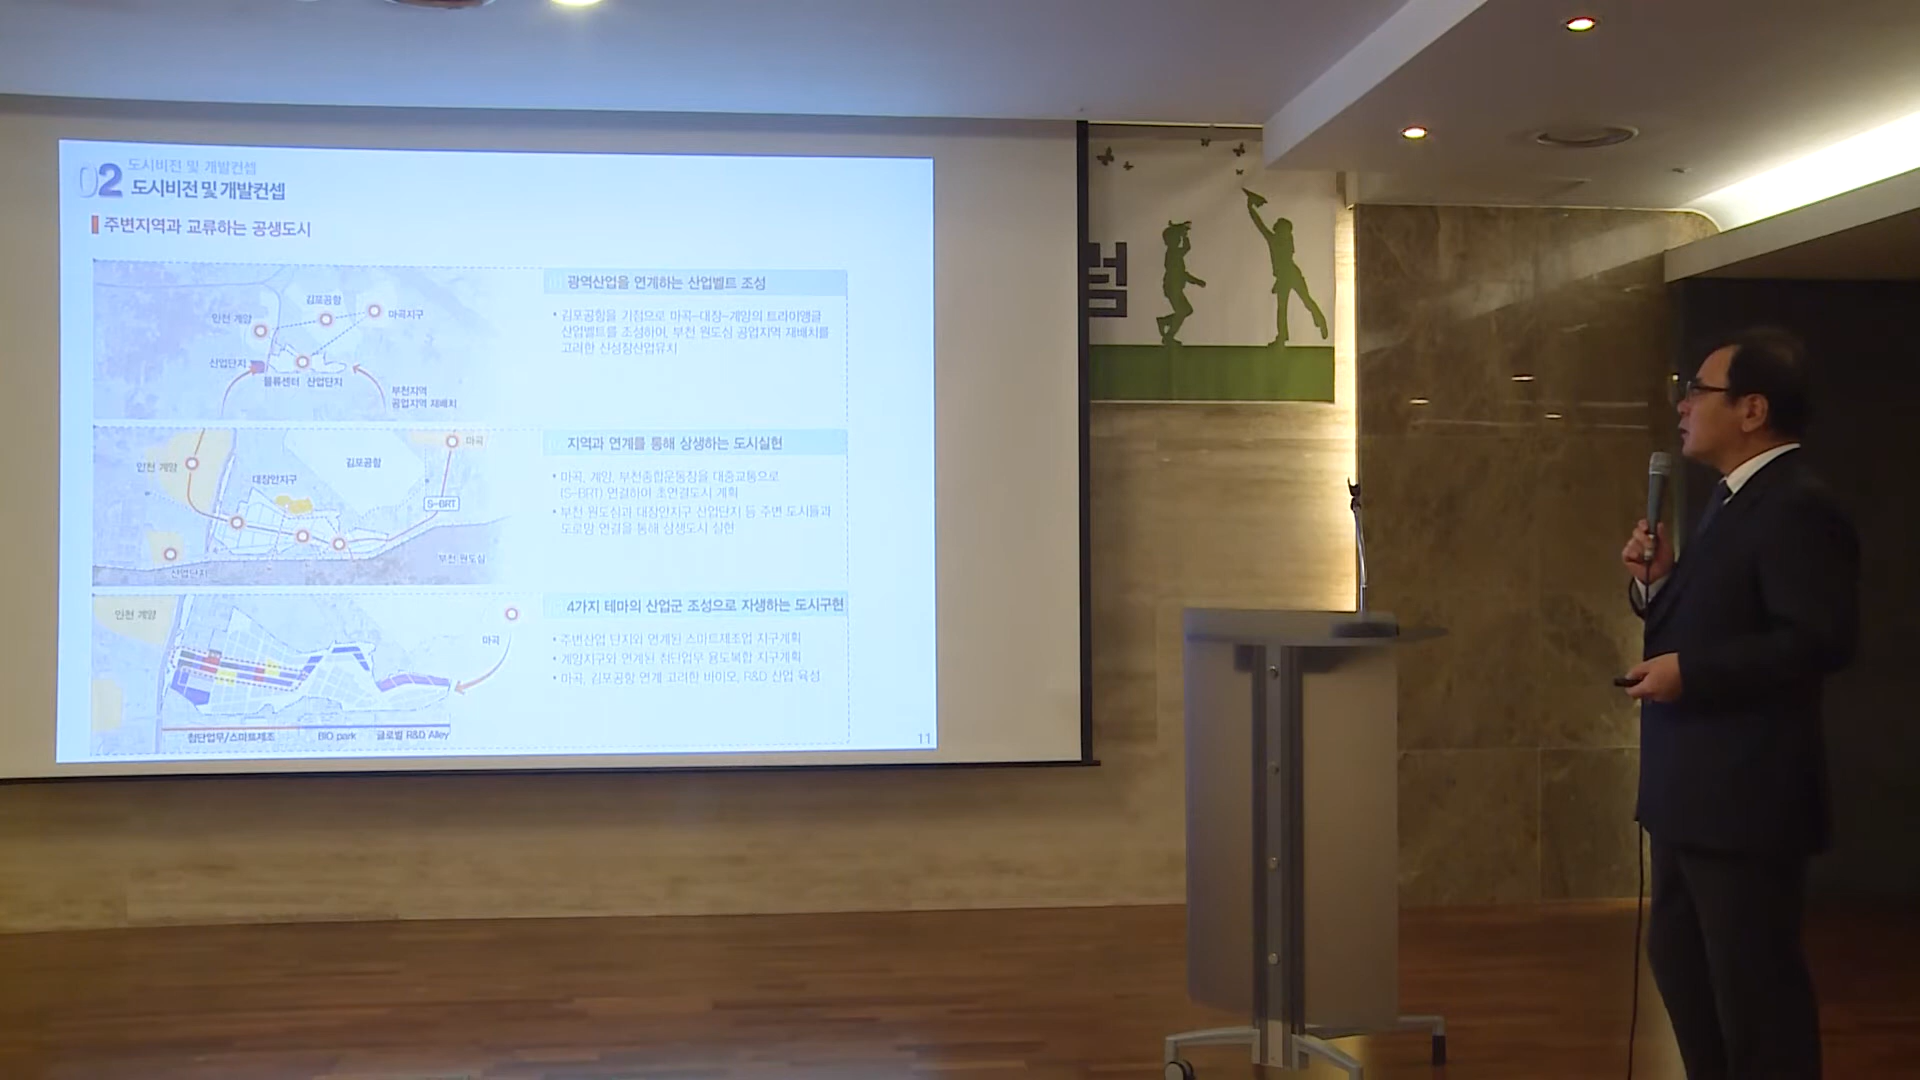 02
도시비전 및 개발컨셉
도시비전 및 개발컨셉
주변지역과 교류하는 공생도시
김포공항
인천 계양
마곡지구
산업단지
물류센터 산업단지
부천지역
공업지역 재배치
광역산업을 연계하는 산업벨트 조성
• 김포공항을 기점으로 마곡-대장-계양의 트라이앵글
산업벨트를 조성하여, 부천 원도심 공업지역 재배치를
고려한 신성장산업유치
마곡
인천 계양
김포공항
대장안지구
S-BRT
부천 원도심
산업단지
지역과 연계를 통해 상생하는 도시실현
• 마곡, 계양, 부천종합운동장을 대중교통으로
(S-BRT) 연결하여 초연결도시 계획
• 부천 원도심과 대장안지구 산업단지 등 주변 도시들과
도로망 연결을 통해 상생도시 실현
인천 계양
마곡
첨단업무/스마트제조
BIO park
글로벌 R&D Alley
4가지 테마의 산업군 조성으로 자생하는 도시구현
• 주변산업 단지와 연계된 스마트제조업 지구계획
• 계양지구와 연계된 첨단업무 용도복합 지구계획
• 마곡, 김포공항 연계 고려한 바이오, R&D 산업 육성
11
럼